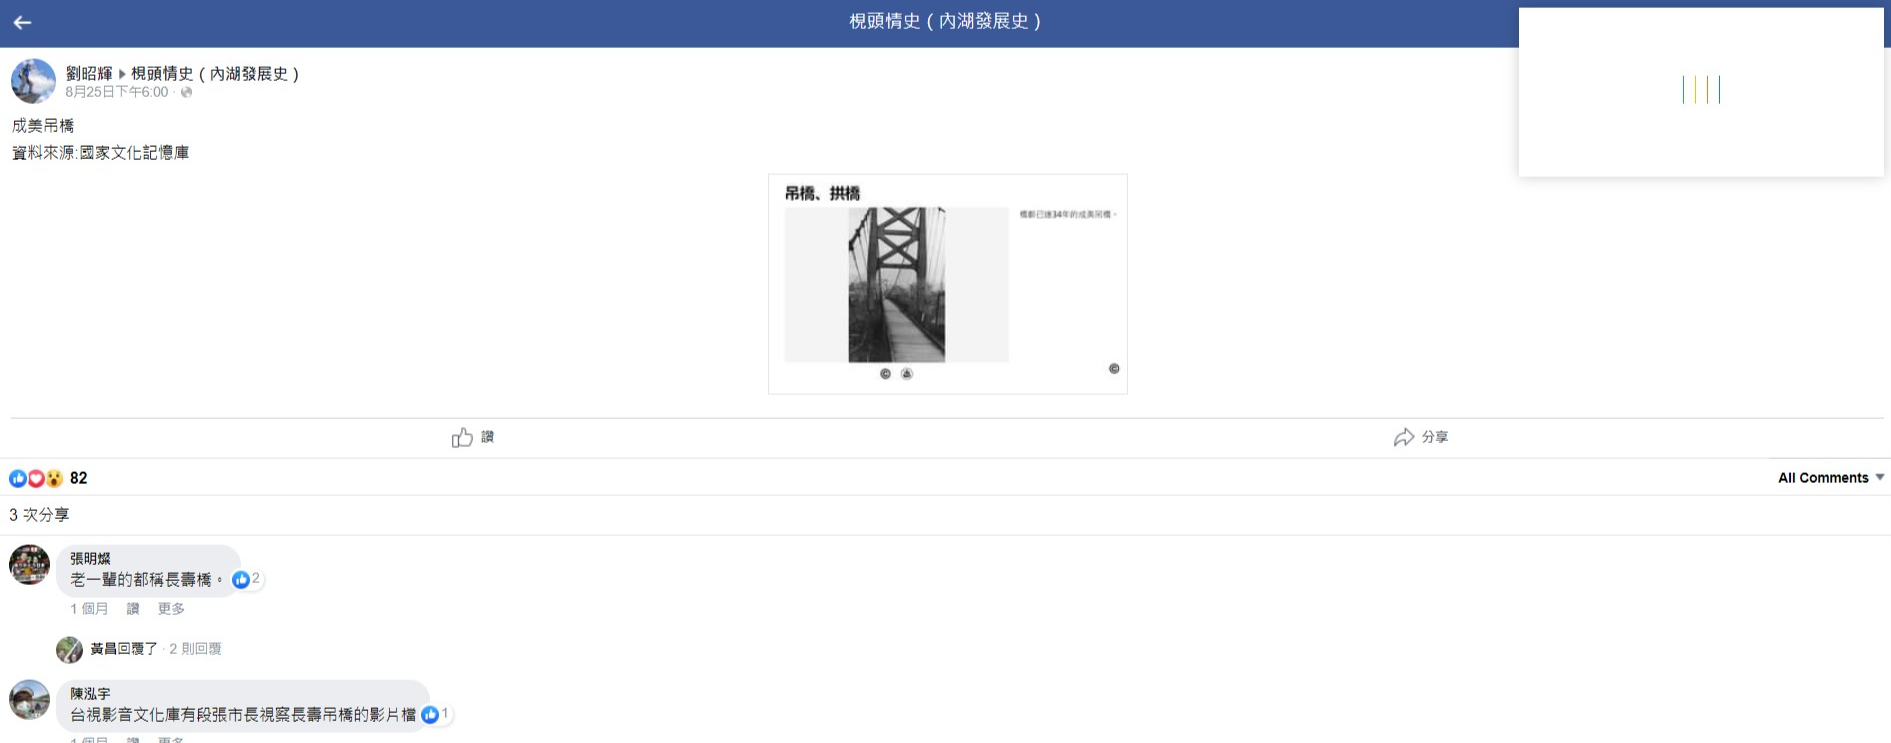 梘頭情史（內湖發展史）
劉昭輝 ▶ 梘頭情史（內湖發展史）
8月25日下午6:00 ·
成美吊橋
資料來源:國家文化記憶庫
吊橋、拱橋
橋齡已達34年的成美吊橋。
讚
分享
82
All Comments
3 次分享
張明燦
老一輩的都稱長壽橋。
2
1 個月 讚 更多
黃昌回覆了 · 2 則回覆
陳泓宇
台視影音文化庫有段張市長視察長壽吊橋的影片檔
1
1 個月 讚 更多